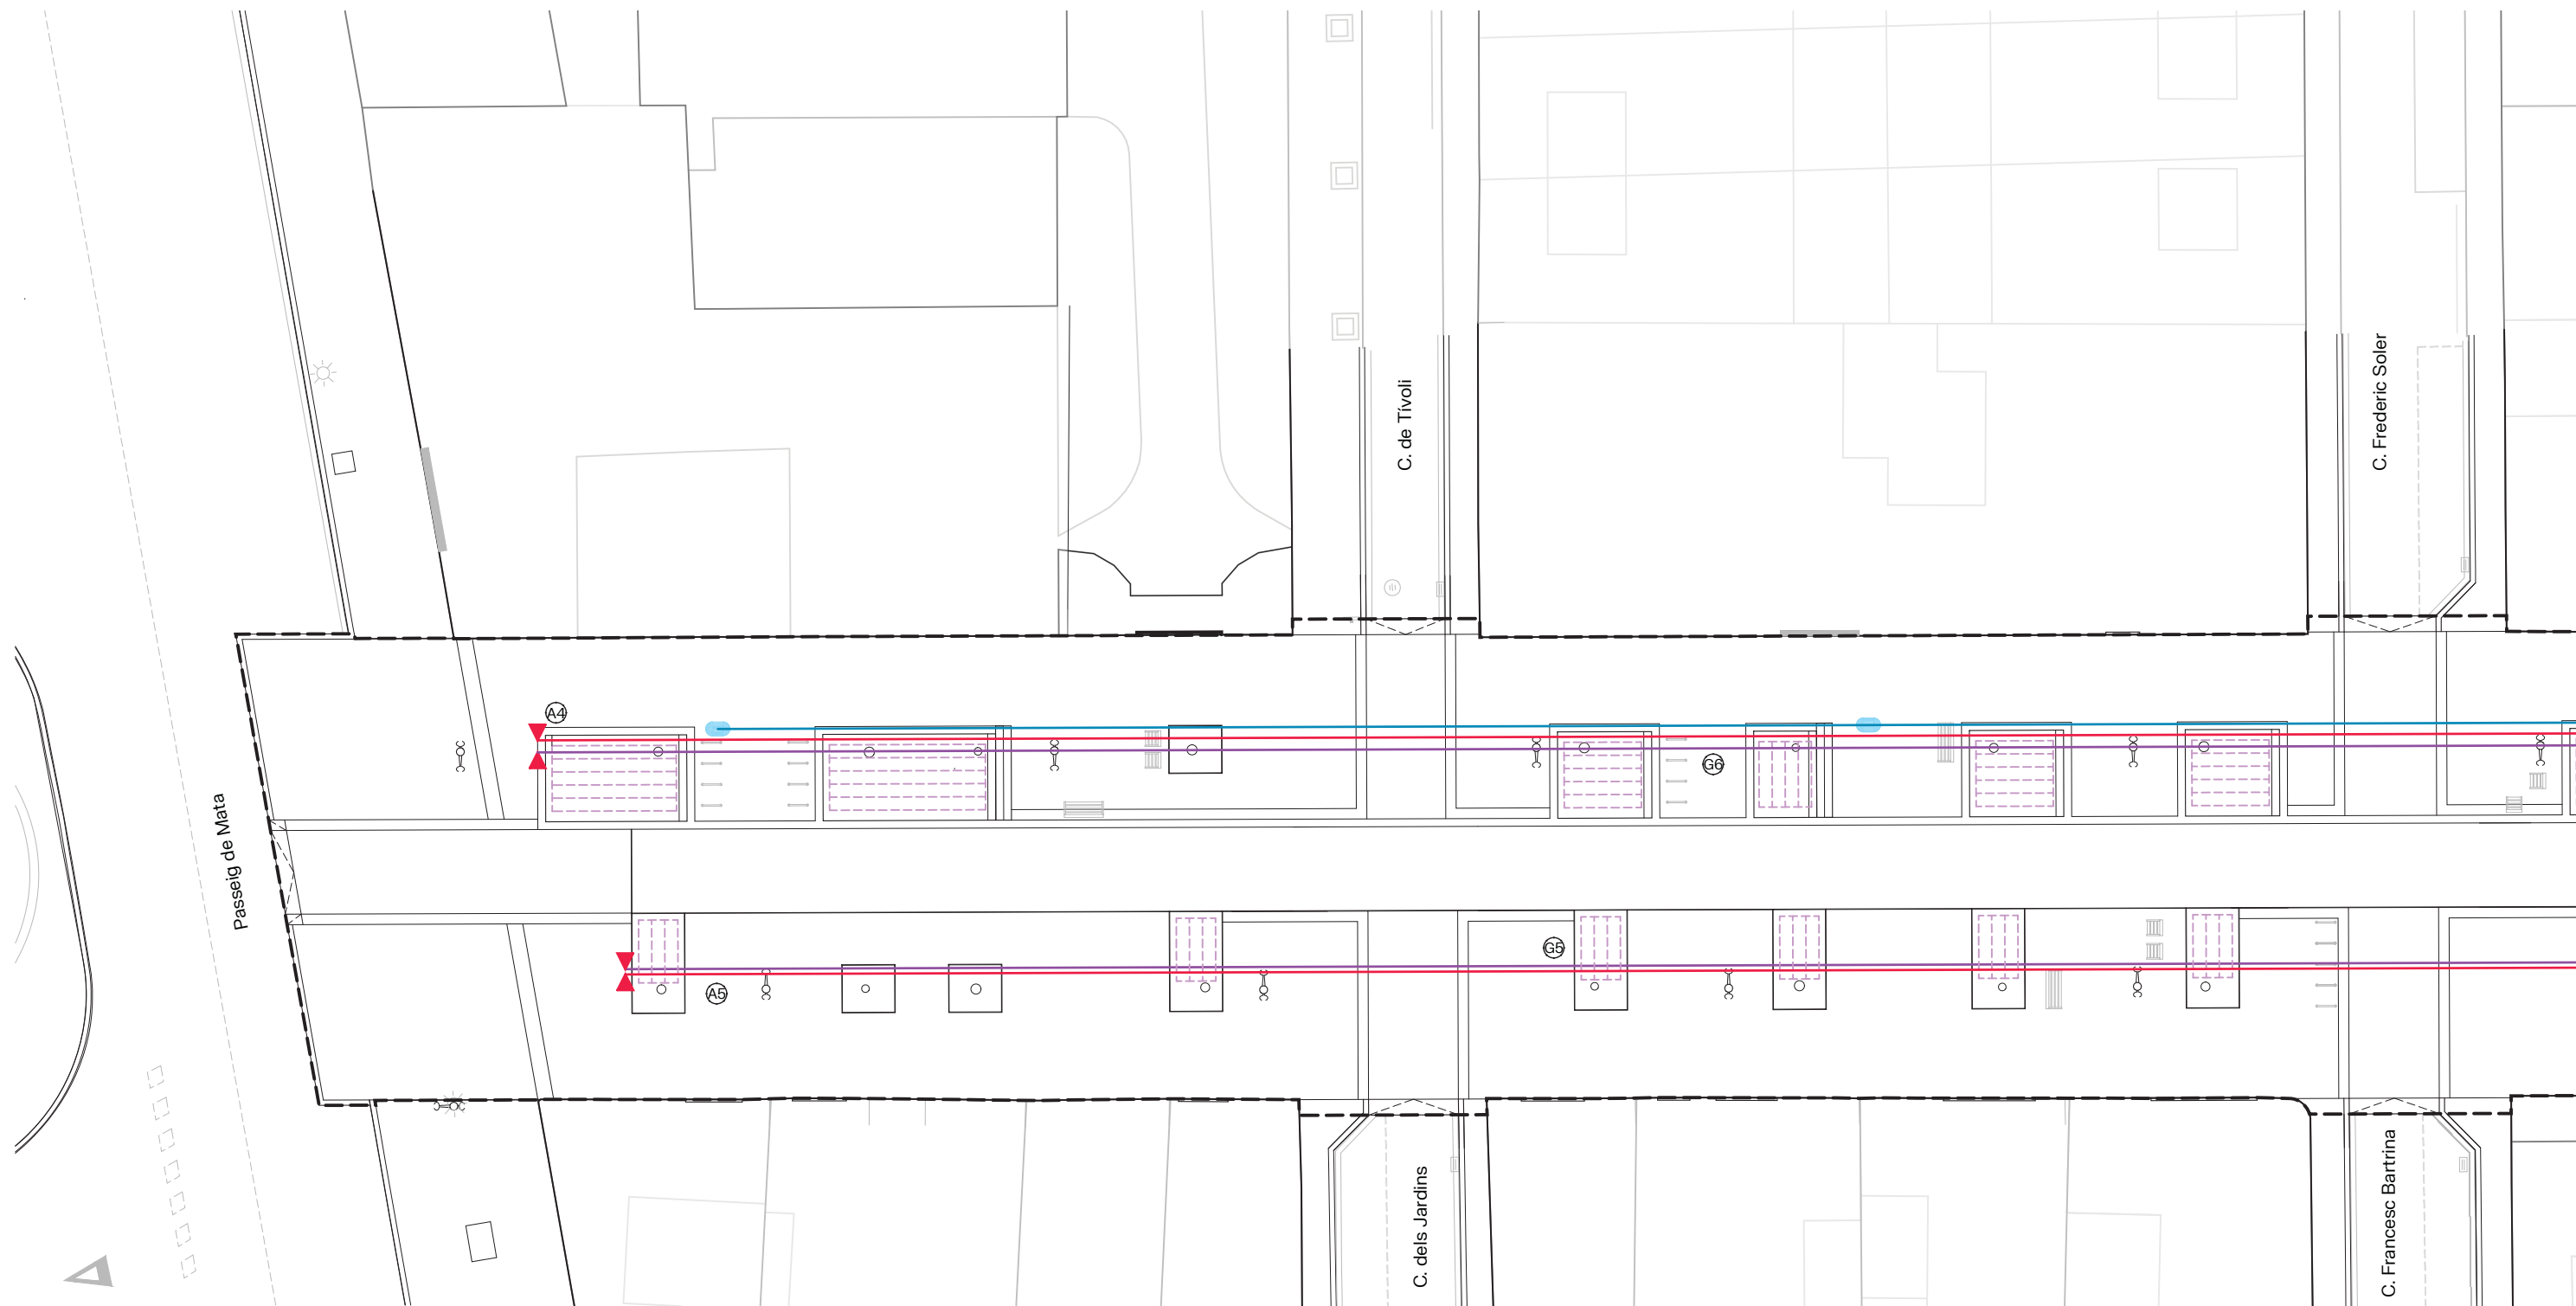 C. de Tívoli
C. Frederic Soler
A4
G6
Passeig de Mata
G5
A5
C. dels Jardins
C. Francesc Bartrina